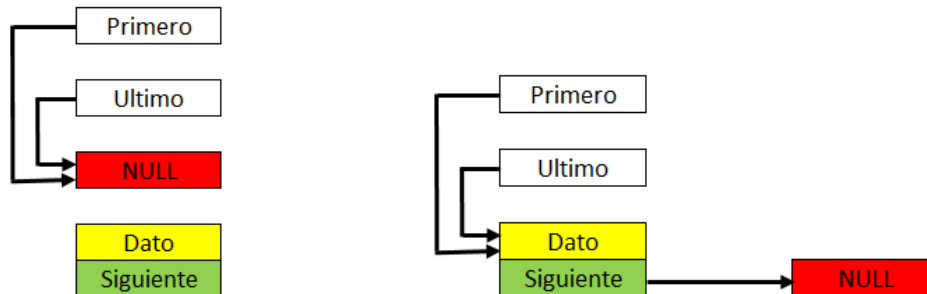 Primero
Ultimo
NULL
Dato
Siguiente
Primero
Ultimo
Dato
Siguiente
NULL